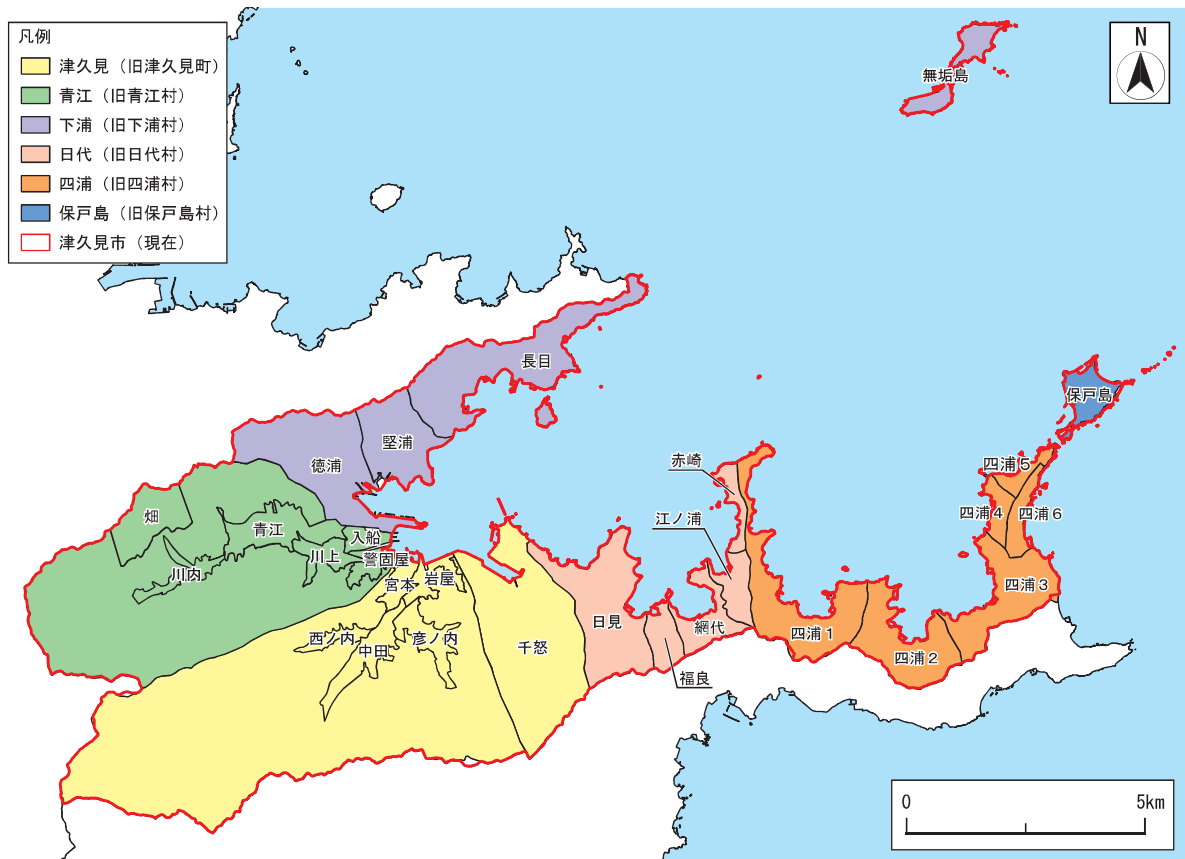 凡例
津久見（旧津久見町）
青江（旧青江村）
下浦（旧下浦村）
日代（旧日代村）
四浦（旧四浦村）
保戸島（旧保戸島村）
津久見市（現在）
N
無垢島
長目
保戸島
堅浦
徳浦
赤崎
四浦５
畑
青江
入船
江ノ浦
四浦４
四浦６
川上
警固屋
川内
宮本
岩屋
四浦３
西ノ内
中田
彦ノ内
千怒
日見
網代
四浦１
四浦２
福良
0
5km